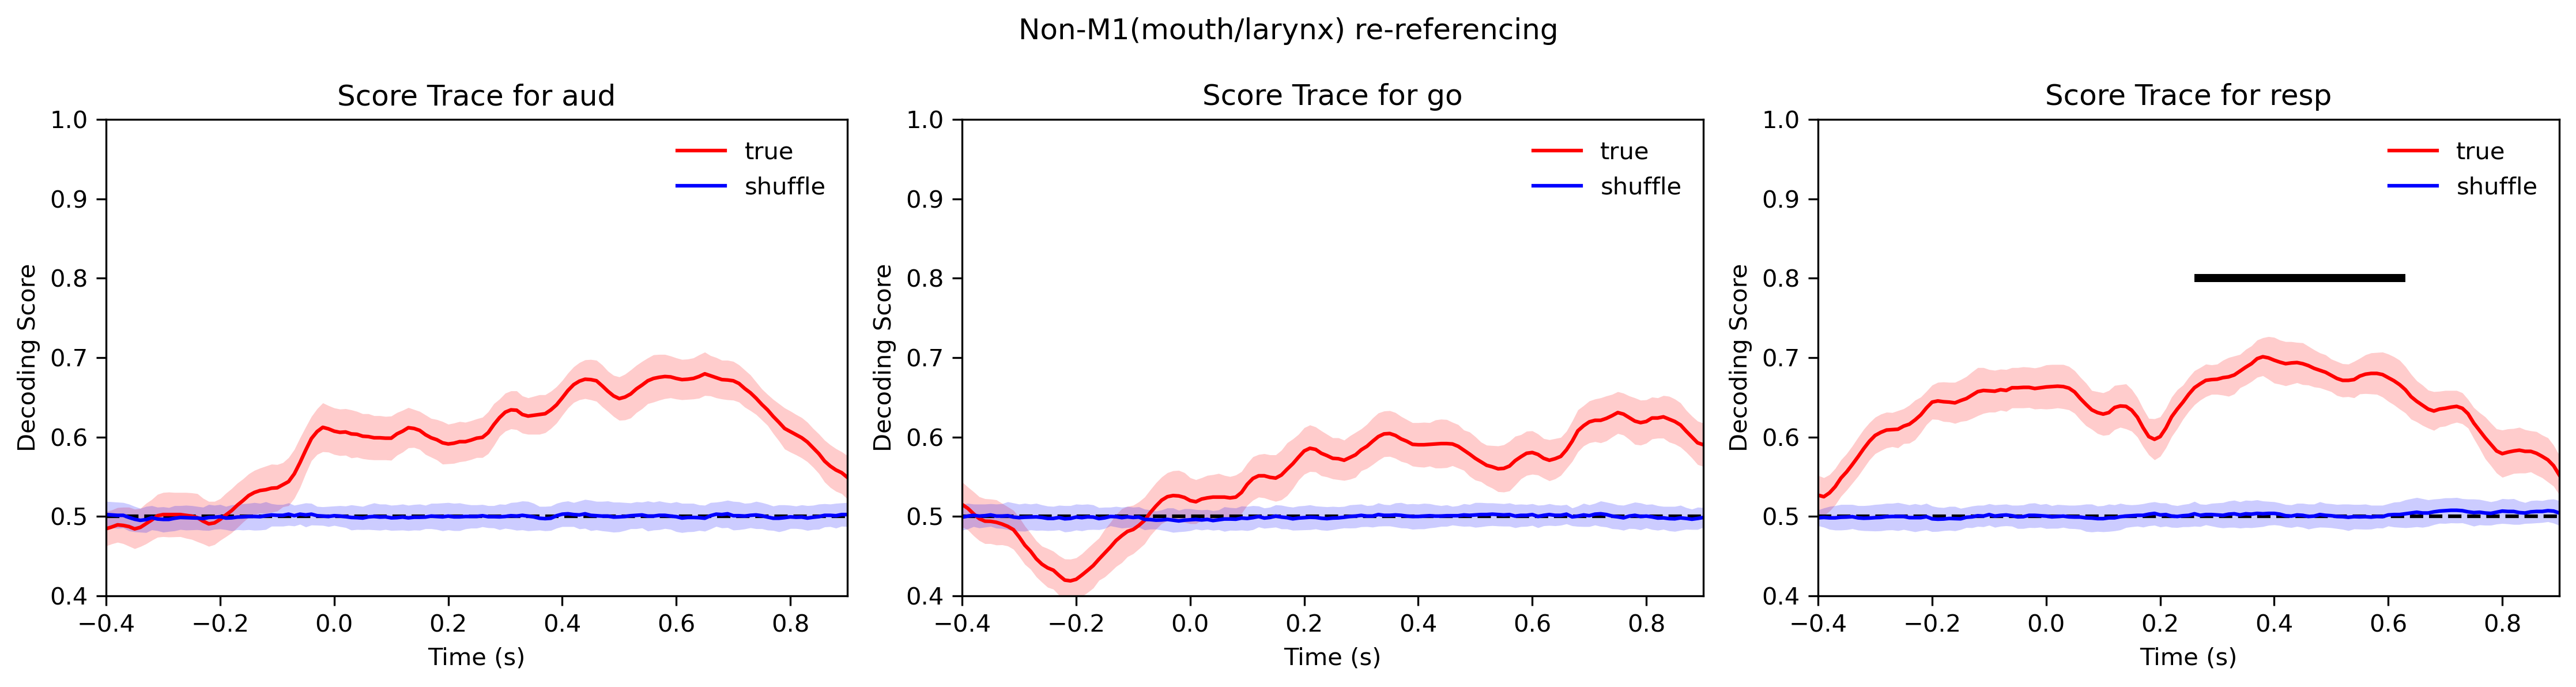 Non-M1(mouth/larynx) re-referencing
Score Trace for aud
1.0
0.9
0.8
0.7
0.6
0.5
0.4
Decoding Score
true
shuffle
−0.4 −0.2 0.0 0.2 0.4 0.6 0.8
Time (s)
Score Trace for go
1.0
0.9
0.8
0.7
0.6
0.5
0.4
Decoding Score
true
shuffle
−0.4 −0.2 0.0 0.2 0.4 0.6 0.8
Time (s)
Score Trace for resp
1.0
0.9
0.8
0.7
0.6
0.5
0.4
Decoding Score
true
shuffle
−0.4 −0.2 0.0 0.2 0.4 0.6 0.8
Time (s)